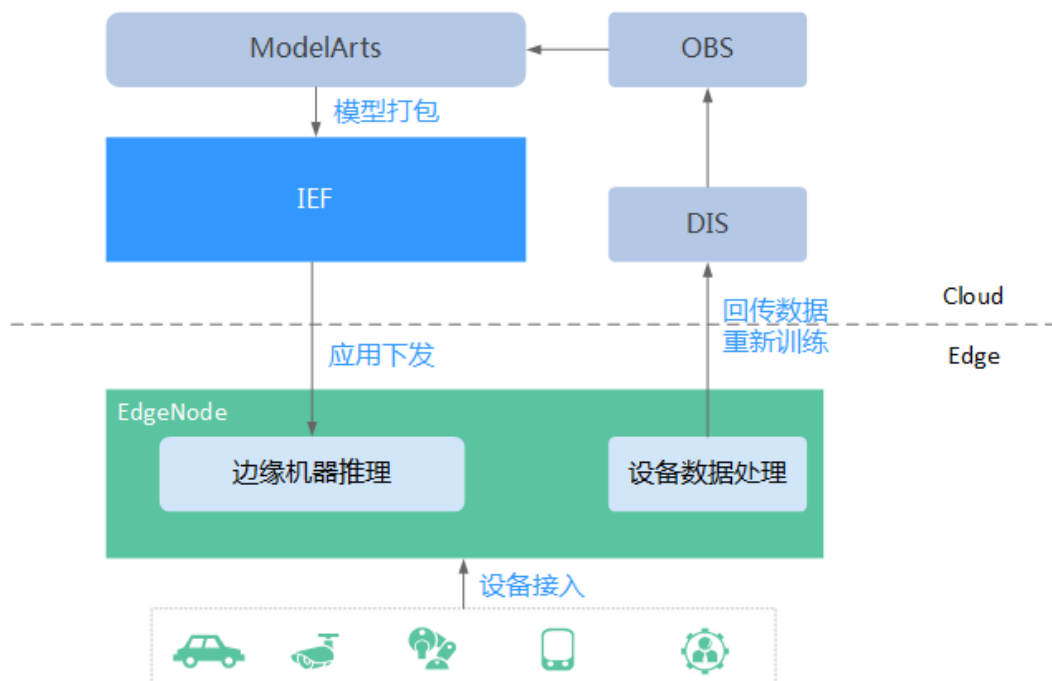 ModelArts
OBS
模型打包
IEF
DIS
Cloud
回传数据
重新训练
应用下发
Edge
EdgeNode
边缘机器推理
设备数据处理
设备接入